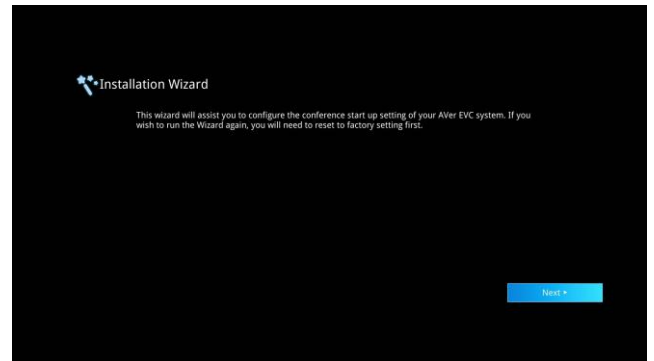 Installation Wizard
This wizard will assist you to configure the conference start up setting of your AVer EVC system. If you
wish to run the Wizard again, you will need to reset to factory setting first.
Next